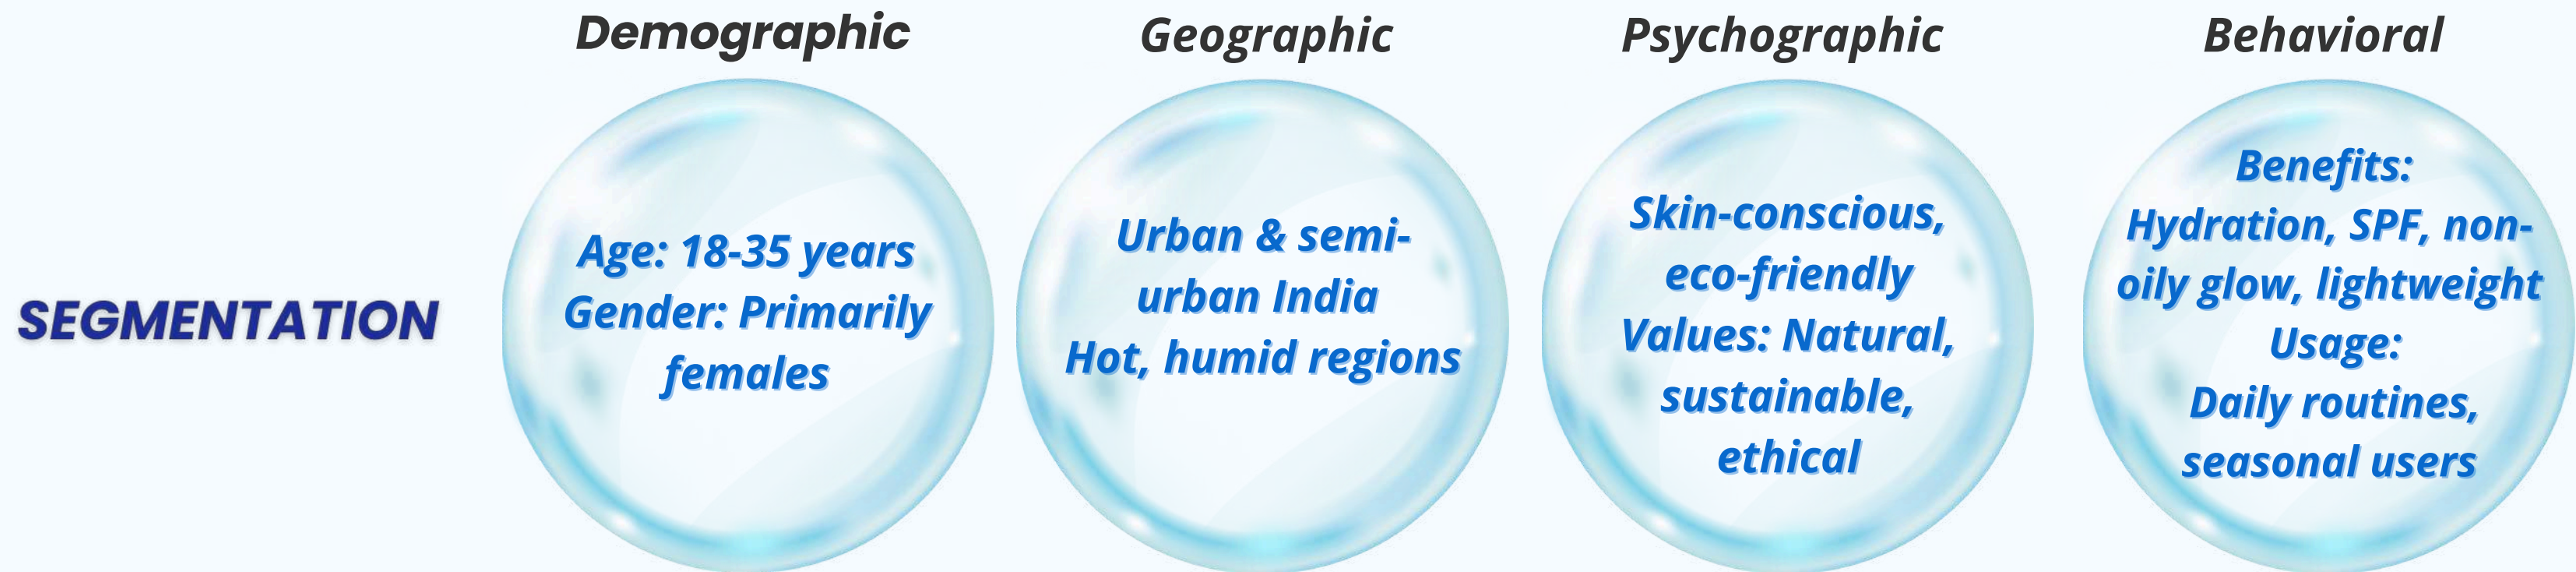 Demographic
Geographic
Psychographic
Behavioral
SEGMENTATION
Age: 18-35 years
Gender: Primarily
females
Urban & semi-
urban India
Hot, humid regions
Skin-conscious,
eco-friendly
Values: Natural,
sustainable,
ethical
Benefits:
Hydration, SPF, non-
oily glow, lightweight
Usage:
Daily routines,
seasonal users